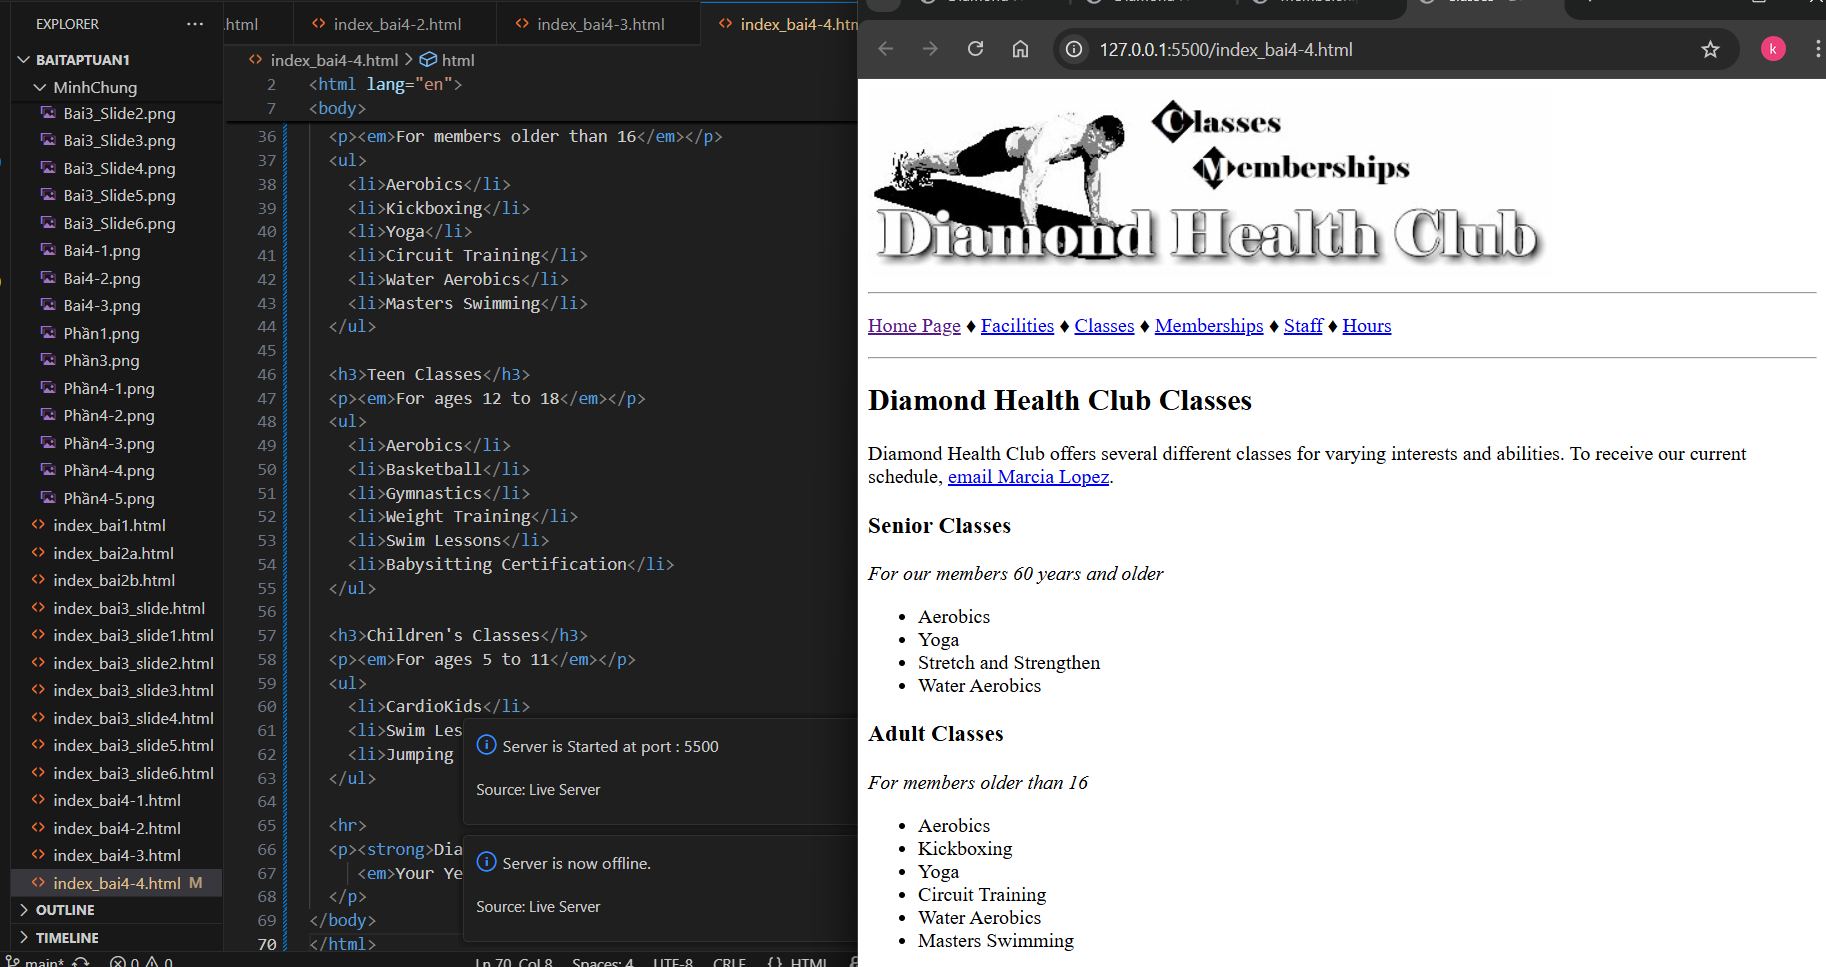 EXPLORER
BAITAPTUAN1
MinhChung
Bai3_Slide2.png
Bai3_Slide3.png
Bai3_Slide4.png
Bai3_Slide5.png
Bai3_Slide6.png
Bai4-1.png
Bai4-2.png
Bai4-3.png
Phần1.png
Phần3.png
Phần4-1.png
Phần4-2.png
Phần4-3.png
Phần4-4.png
Phần4-5.png
index_bai1.html
index_bai2a.html
index_bai2b.html
index_bai3_slide.html
index_bai3_slide1.html
index_bai3_slide2.html
index_bai3_slide3.html
index_bai3_slide4.html
index_bai3_slide5.html
index_bai3_slide6.html
index_bai4-1.html
index_bai4-2.html
index_bai4-3.html
index_bai4-4.html M
OUTLINE
TIMELINE
main*
0 0
.html index_bai4-2.html index_bai4-3.html index_bai4-4.htm
index_bai4-4.html > html
2 <html lang="en">
7 <body>
36 <p><em>For members older than 16</em></p>
37 <ul>
38 <li>Aerobics</li>
39 <li>Kickboxing</li>
40 <li>Yoga</li>
41 <li>Circuit Training</li>
42 <li>Water Aerobics</li>
43 <li>Masters Swimming</li>
44 </ul>
45
46 <h3>Teen Classes</h3>
47 <p><em>For ages 12 to 18</em></p>
48 <ul>
49 <li>Aerobics</li>
50 <li>Basketball</li>
51 <li>Gymnastics</li>
52 <li>Weight Training</li>
53 <li>Swim Lessons</li>
54 <li>Babysitting Certification</li>
55 </ul>
56
57 <h3>Children's Classes</h3>
58 <p><em>For ages 5 to 11</em></p>
59 <ul>
60 <li>CardioKids</li>
61 <li>Swim Les
62 <li>Jumping
63 </ul>
64
65 <hr>
66 <p><strong>Dia
67 <em>Your Ye
68 </p>
69 </body>
70 </html>
Server is Started at port : 5500
Source: Live Server
Server is now offline.
Source: Live Server
Ln 70, Col 8 Spaces: 4 UTF-8 CRLF {} HTML
127.0.0.1:5500/index_bai4-4.html
k
Classes
Memberships
Diamond Health Club
Home Page ♦ Facilities ♦ Classes ♦ Memberships ♦ Staff ♦ Hours
Diamond Health Club Classes
Diamond Health Club offers several different classes for varying interests and abilities. To receive our current
schedule, email Marcia Lopez.
Senior Classes
For our members 60 years and older
Aerobics
Yoga
Stretch and Strengthen
Water Aerobics
Adult Classes
For members older than 16
Aerobics
Kickboxing
Yoga
Circuit Training
Water Aerobics
Masters Swimming